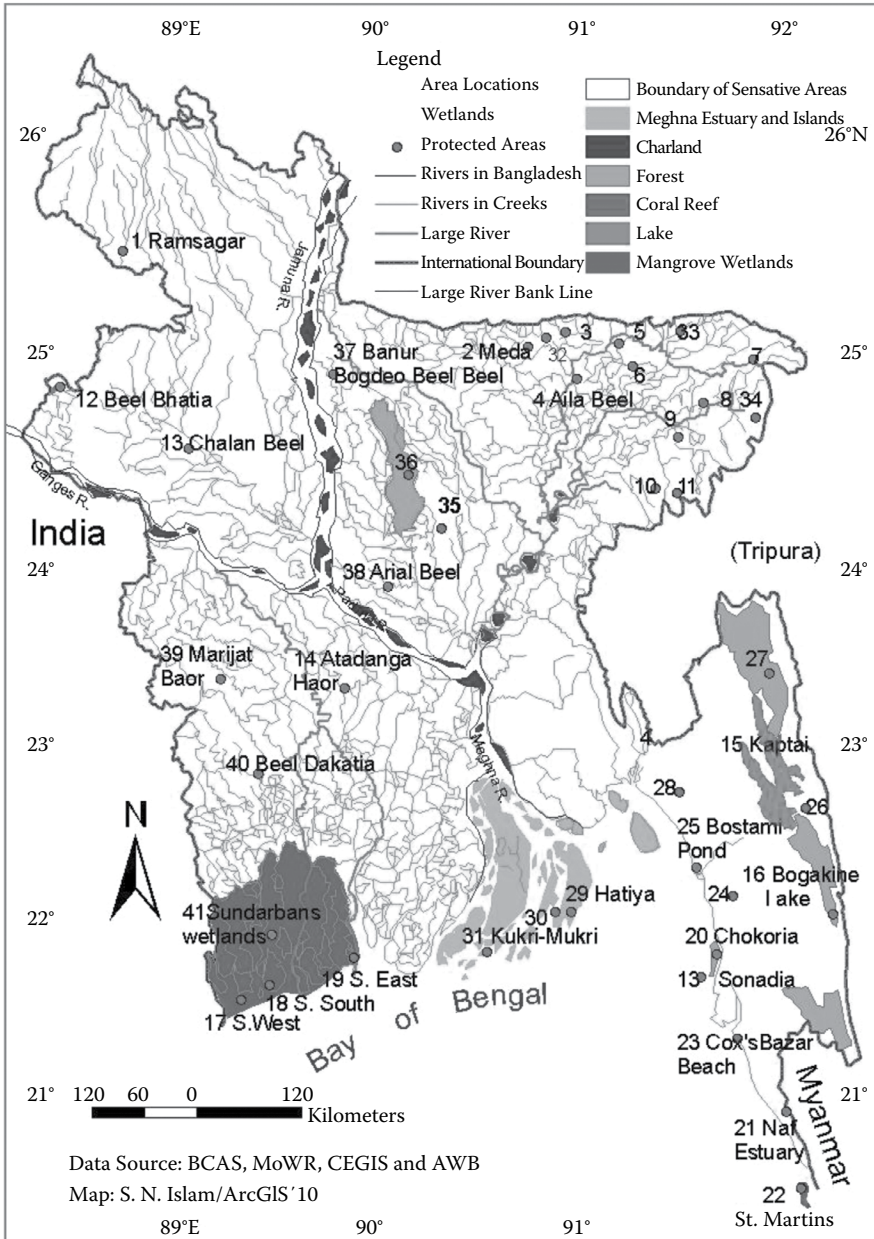 89°E 90° 91° 92°
Legend
Area Locations
Wetlands
Protected Areas
Rivers in Bangladesh
Rivers in Creeks
Large River
International Boundary
Large River Bank Line
Boundary of Sensative Areas
Meghna Estuary and Islands
Charland
Forest
Coral Reef
Lake
Mangrove Wetlands
26° 26°N
1 Ramsagar
Jamuna R.
25° 25°
37 Banur
Bogdeo Beel
2 Meda
Beel
32
3
5
33
7
6
4 Aila Beel
8
34
9
12 Beel Bhatia
13 Chalan Beel
36
10
11
Ganges R.
35
India
(Tripura)
24° 24°
38 Arial Beel
39 Marijat
Baor
14 Atadanga
Haor
27
23° 23°
4
15 Kaptai
40 Beel Dakatia
Meghna R.
28
26
N
25 Bostami
Pond
16 Bogakine
Lake
22° 22°
41Sundarbans
wetlands
29 Hatiya
30
24
31 Kukri-Mukri
20 Chokoria
19 S. East
13 Sonadia
18 S. South
17 S.West
Bay of Bengal
23 Cox'sBazar
Beach
21° 21°
120 60 0 120
Kilometers
Myanmar
21 Naf
Estuary
Data Source: BCAS, MoWR, CEGIS and AWB
Map: S. N. Islam/ArcGlS´10
22
St. Martins
89°E 90° 91°